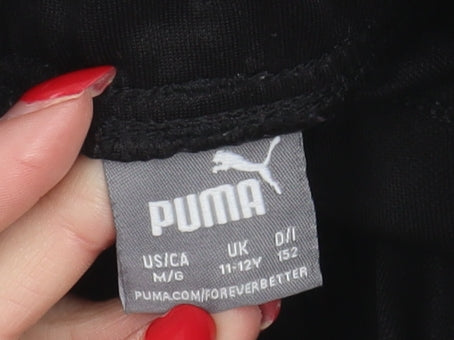 PUMA
US/CA UK D/I
M/G 11-12Y 152
PUMA.COM/FOREVERBETTER